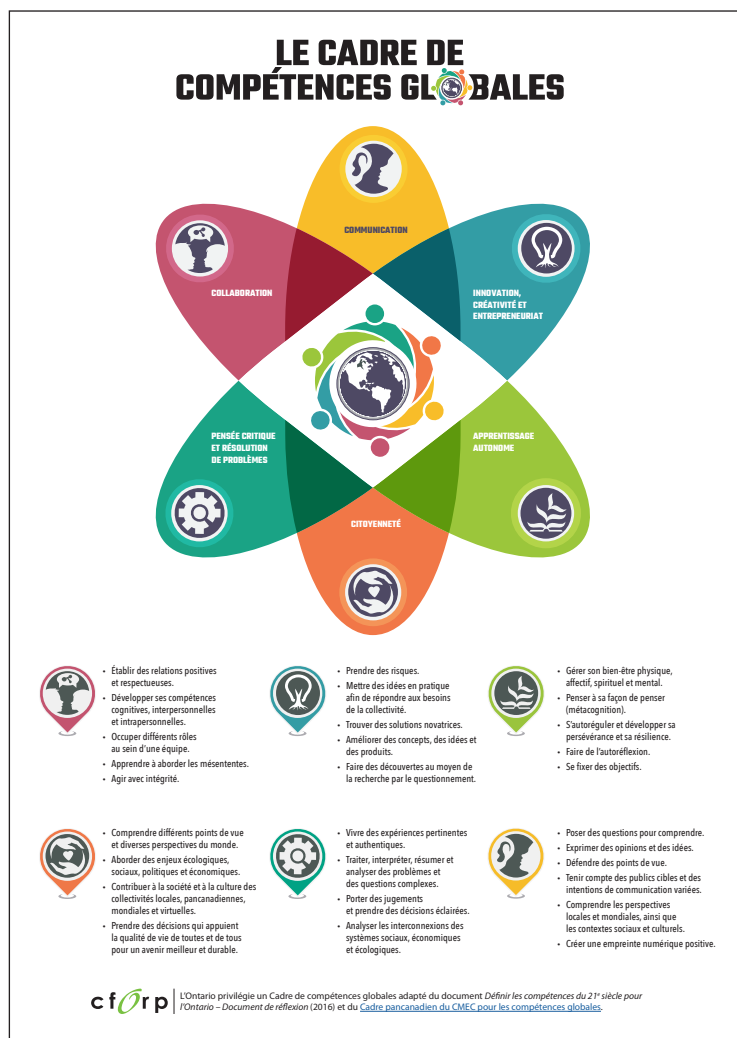 LE CADRE DE
COMPÉTENCES GLOBALES
COMMUNICATION
COLLABORATION
INNOVATION,
CRÉATIVITÉ ET
ENTREPRENEURIAT
PENSÉE CRITIQUE
ET RÉSOLUTION
DE PROBLÈMES
APPRENTISSAGE
AUTONOME
CITOYENNETÉ
• Établir des relations positives
et respectueuses.
• Développer ses compétences
cognitives, interpersonnelles
et intrapersonnelles.
• Occuper différents rôles
au sein d'une équipe.
• Apprendre à aborder les mésententes.
• Agir avec intégrité.
• Prendre des risques.
• Mettre des idées en pratique
afin de répondre aux besoins
de la collectivité.
• Trouver des solutions novatrices.
• Améliorer des concepts, des idées et
des produits.
• Faire des découvertes au moyen de
la recherche par le questionnement.
• Gérer son bien-être physique,
affectif, spirituel et mental.
• Penser à sa façon de penser
(métacognition).
• S'autoréguler et développer sa
persévérance et sa résilience.
• Faire de l'autoréflexion.
• Se fixer des objectifs.
• Comprendre différents points de vue
et diverses perspectives du monde.
• Aborder des enjeux écologiques,
sociaux, politiques et économiques.
• Contribuer à la société et à la culture des
collectivités locales, pancanadiennes,
mondiales et virtuelles.
• Prendre des décisions qui appuient
la qualité de vie de toutes et de tous
pour un avenir meilleur et durable.
• Vivre des expériences pertinentes
et authentiques.
• Traiter, interpréter, résumer et
analyser des problèmes et
des questions complexes.
• Porter des jugements
et prendre des décisions éclairées.
• Analyser les interconnexions des
systèmes sociaux, économiques
et écologiques.
• Poser des questions pour comprendre.
• Exprimer des opinions et des idées.
• Défendre des points de vue.
• Tenir compte des publics cibles et des
intentions de communication variées.
• Comprendre les perspectives
locales et mondiales, ainsi que
les contextes sociaux et culturels.
• Créer une empreinte numérique positive.
cforp
L'Ontario privilégie un Cadre de compétences globales adapté du document Définir les compétences du 21e siècle pour
l'Ontario – Document de réflexion (2016) et du Cadre pancanadien du CMEC pour les compétences globales.